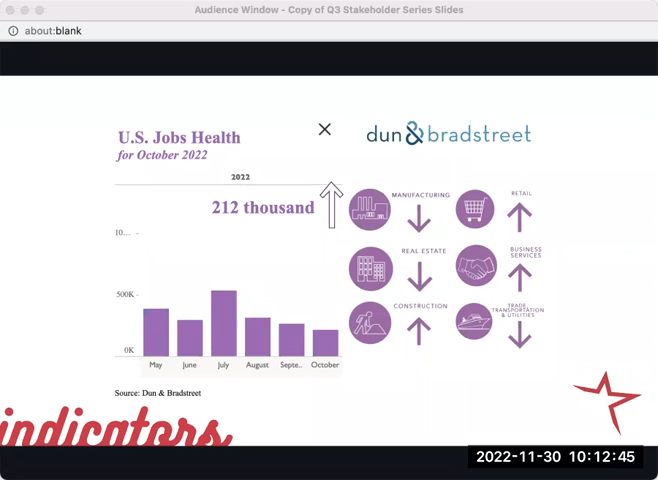 Audience Window - Copy of Q3 Stakeholder Series Slides
about:blank
U.S. Jobs Health
for October 2022
2022
212 thousand
10...
500K
0K
May June July August Septe.. October
Source: Dun & Bradstreet
dun & bradstreet
MANUFACTURING
RETAIL
REAL ESTATE
BUSINESS
SERVICES
CONSTRUCTION
TRADE,
TRANSPORTATION
& UTILITIES
indicators
2022-11-30 10:12:45